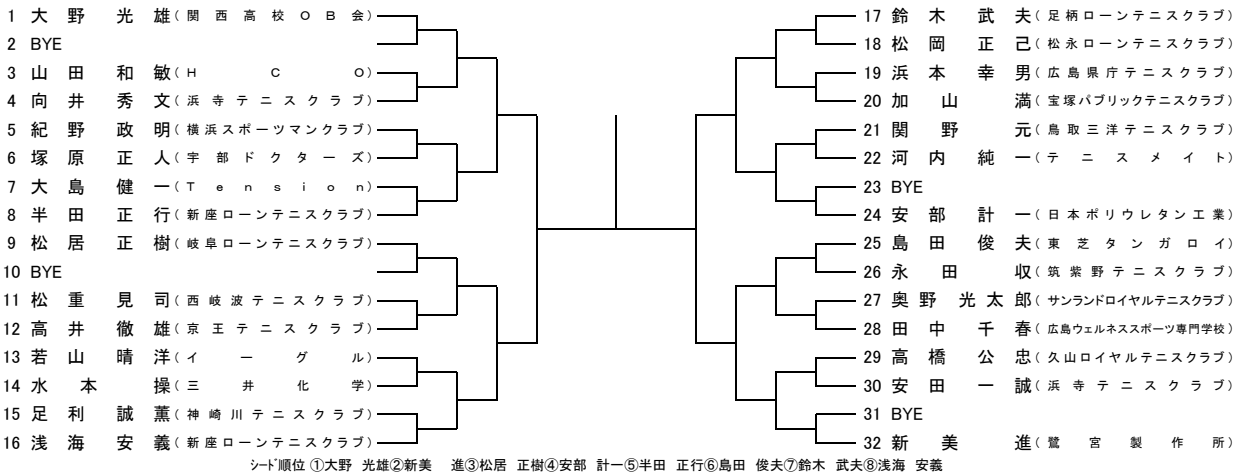 1 大野 光雄(関西高校OB会)
2 BYE
3 山田和敏(HCO)
4 向井秀文(浜寺テニスクラブ)
5 紀野政明(横浜スポーツマンクラブ)
6 塚原正人(宇部ドクターズ)
7 大島健一(Tension)
8 半田正行(新座ローンテニスクラブ)
9 松居正樹(岐阜ローンテニスクラブ)
10 BYE
11 松重見司(西岐波テニスクラブ)
12 高井徹雄(京王テニスクラブ)
13 若山晴洋(イーグル)
14 水本操(三井化学)
15 足利誠薫(神崎川テニスクラブ)
16 浅海安義(新座ローンテニスクラブ)
17 鈴木武夫(足柄ローンテニスクラブ)
18 松岡正己(松永ローンテニスクラブ)
19 浜本幸男(広島県庁テニスクラブ)
20 加山満(宝塚パブリックテニスクラブ)
21 関野元(鳥取三洋テニスクラブ)
22 河内純一(テニスメイト)
23 BYE
24 安部計一(日本ポリウレタン工業)
25 島田俊夫(東芝タンガロイ)
26 永田収(筑紫野テニスクラブ)
27 奥野光太郎(サンランドロイヤルテニスクラブ)
28 田中千春(広島ウェルネススポーツ専門学校)
29 高橋公忠(久山ロイヤルテニスクラブ)
30 安田一誠(浜寺テニスクラブ)
31 BYE
32 新美進(鷺宮製作所)
シード順位 ①大野 光雄②新美 進③松居 正樹④安部 計一⑤半田 正行⑥島田 俊夫⑦鈴木 武夫⑧浅海 安義